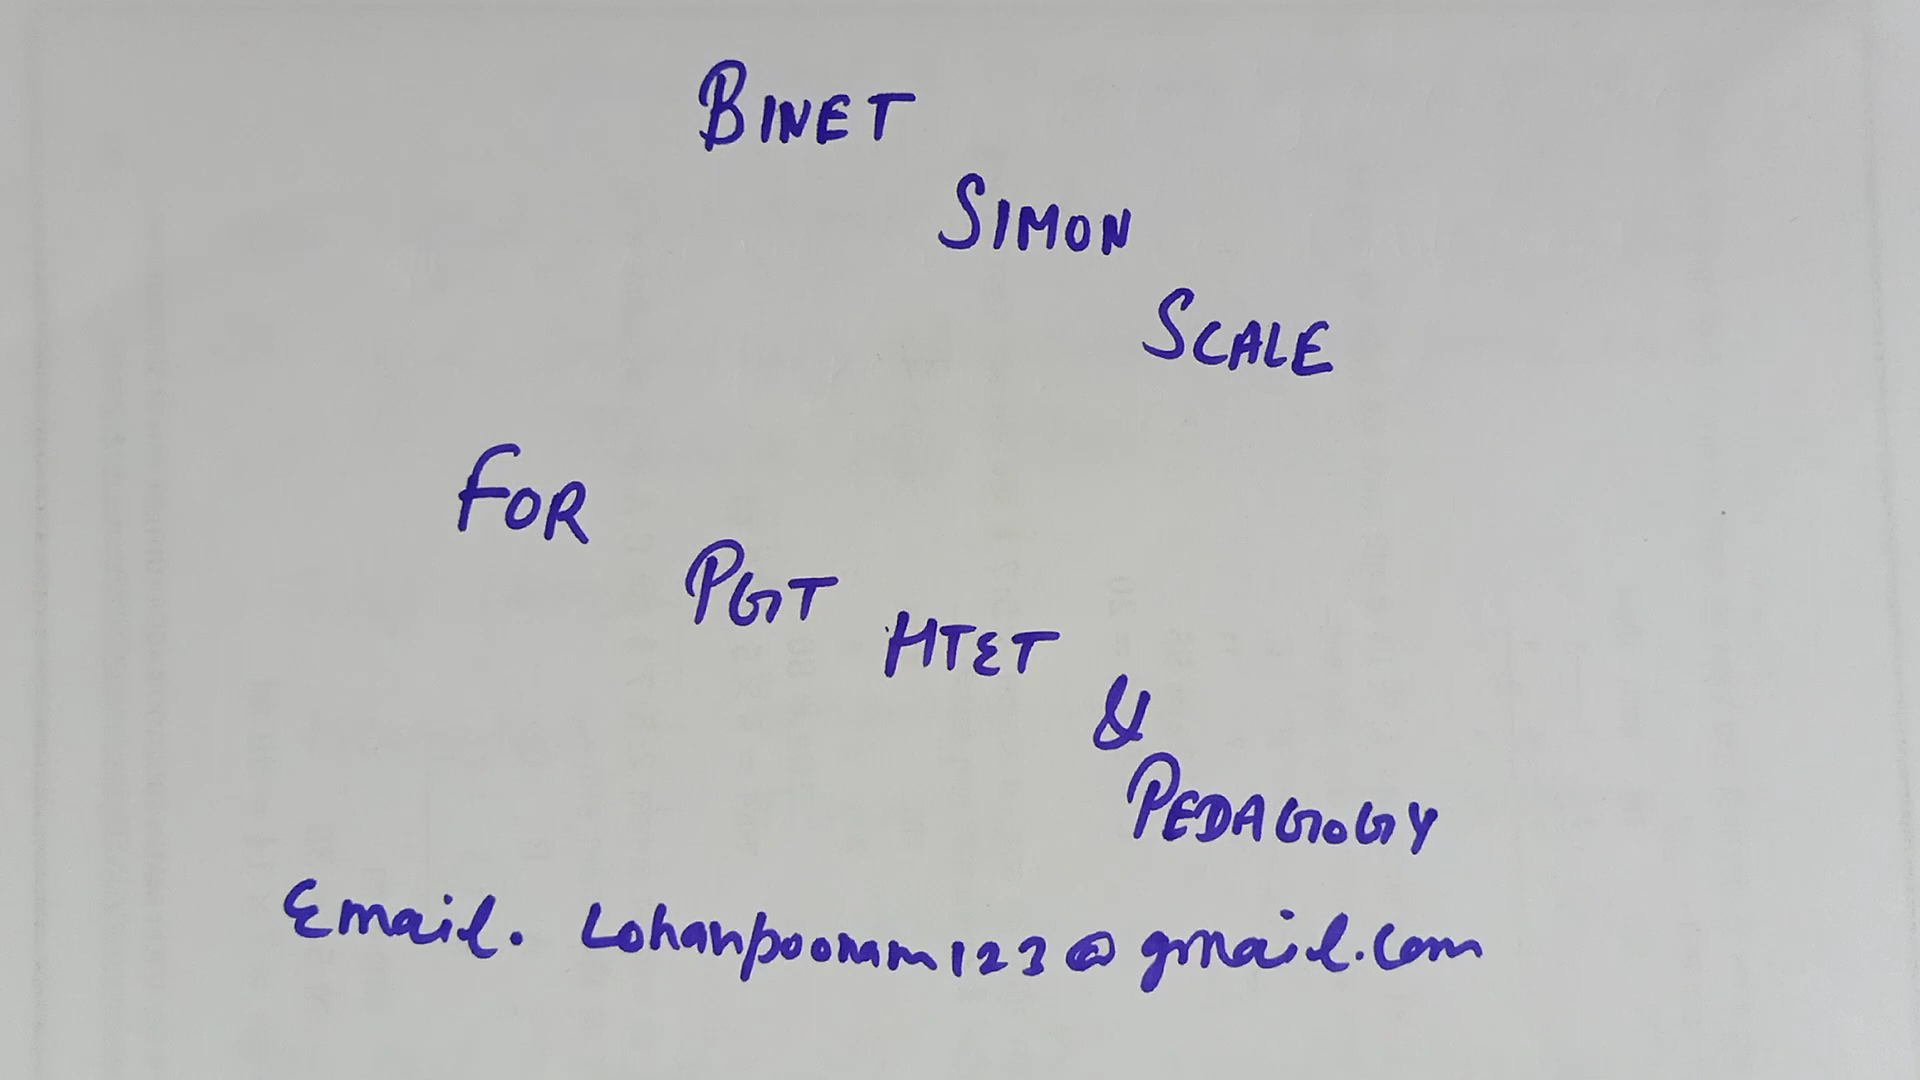 BINET
SIMON
SCALE
FOR
PGT
HTET
&
PEDAGOGY
Email. Lohanpoonam123@gmail.com